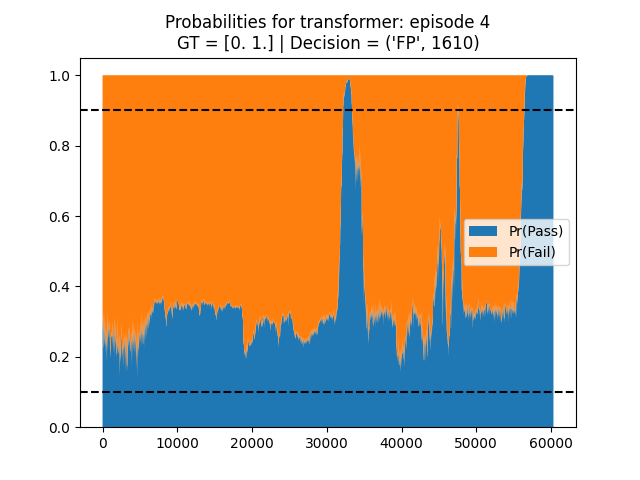 Probabilities for transformer: episode 4
GT = [0. 1.] | Decision = ('FP', 1610)
1.0
0.8
0.6
0.4
0.2
0.0
Pr(Pass)
Pr(Fail)
0 10000 20000 30000 40000 50000 60000